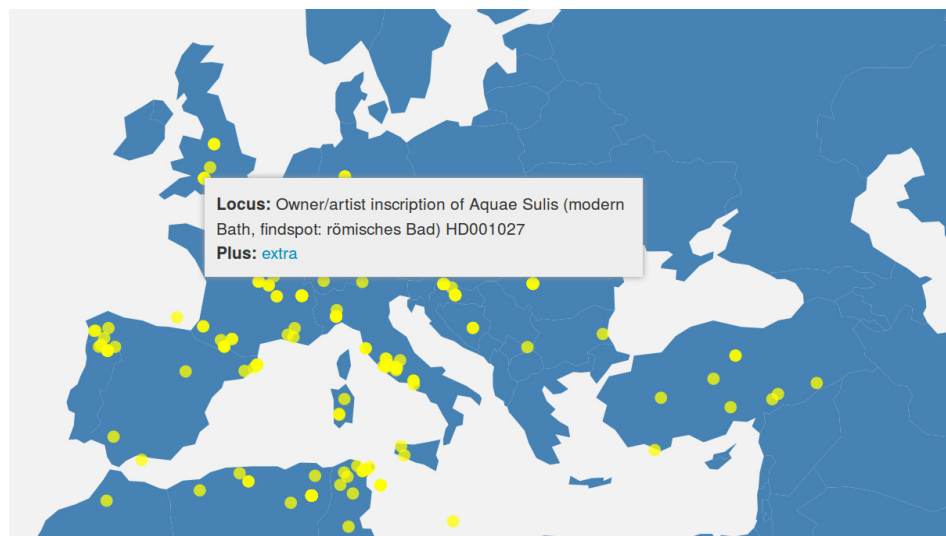 Locus: Owner/artist inscription of Aquae Sulis (modern
Bath, findspot: römisches Bad) HD001027
Plus: extra